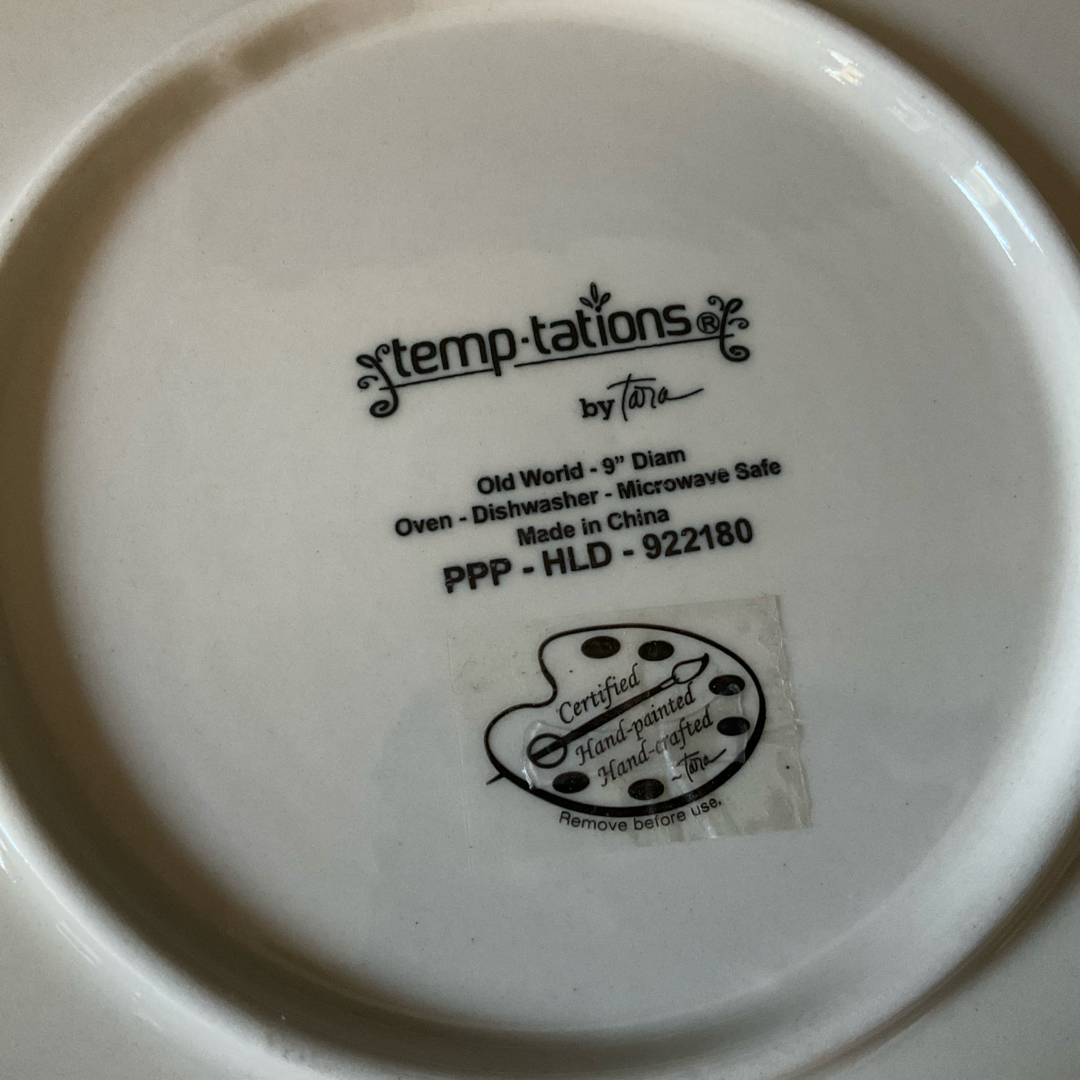 temp·tations®
by Tara
Old World - 9” Diam
Oven - Dishwasher - Microwave Safe
Made in China
PPP - HLD - 922180
Certified
Hand-painted
Hand-crafted
~Tara
Remove before use.